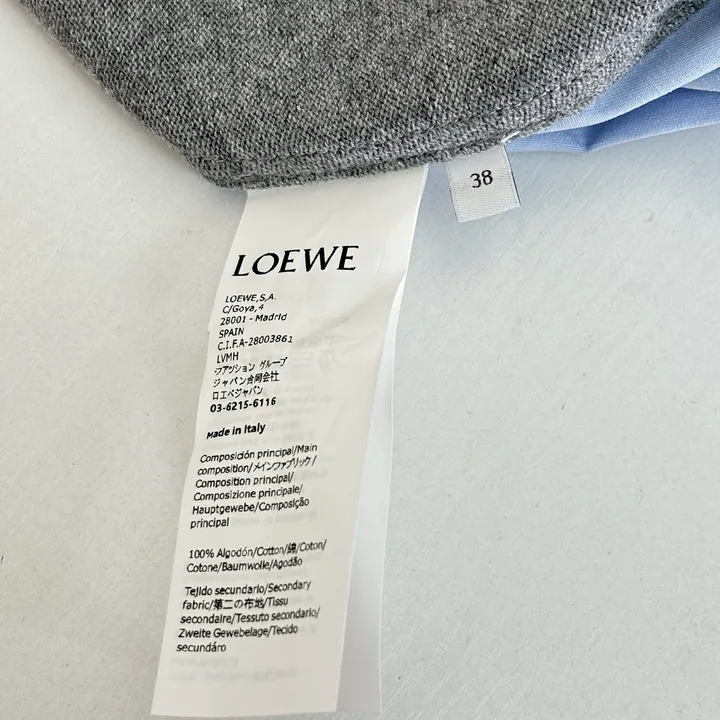 38
LOEWE
LOEWE,S,A.
C/Goya,4
28001 - Madrid
SPAIN
C.I.F.A-28003861
LVMH
ファッション グループ
ジャパン合同会社
ロエベジャパン
03-6215-6116
Made in Italy
Composición principal/Main
composition/メインファブリック/
Composition principal/
Composizione principale/
Hauptgewebe/Composição
principal
100% Algodón/Cotton/綿/Coton/
Cotone/Baumwolle/Agodão
Tejido secundario/Secondary
fabric/第二の布地/Tissu
secondaire/Tessuto secondario/
Zweite Gewebelage/Tecido
secundáro